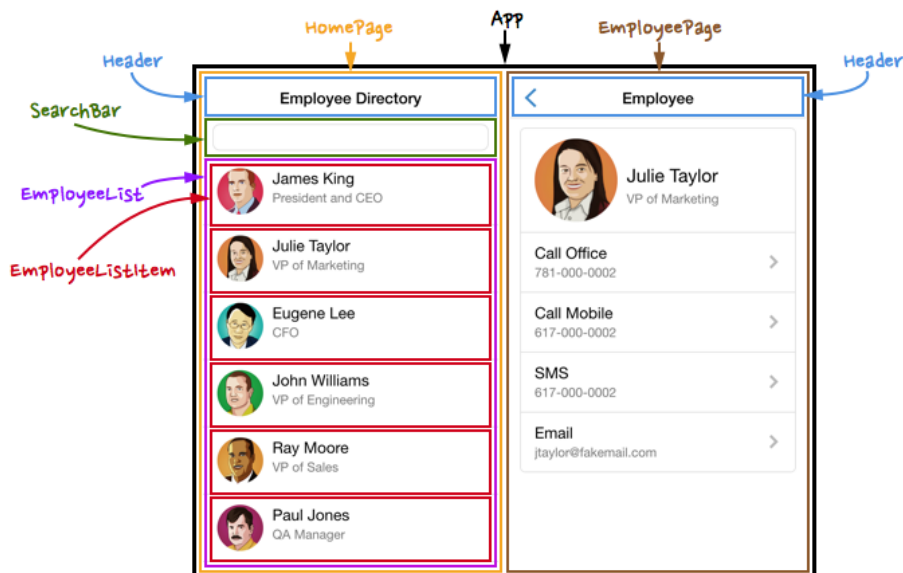 App
HomePage
EmployeePage
Header
Header
SearchBar
EmployeeList
EmployeeListItem
Employee Directory
James King
President and CEO
Julie Taylor
VP of Marketing
Eugene Lee
CFO
John Williams
VP of Engineering
Ray Moore
VP of Sales
Paul Jones
QA Manager
Employee
Julie Taylor
VP of Marketing
Call Office
781-000-0002
Call Mobile
617-000-0002
SMS
617-000-0002
Email
jtaylor@fakemail.com